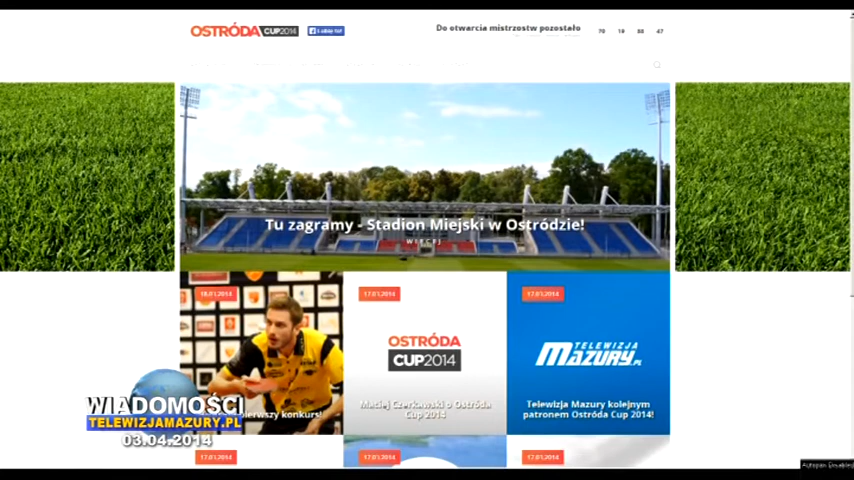 OSTRÓDA CUP2014
Do otwarcia mistrzostw pozostało
70 19
47
Tu zagramy - Stadion Miejski w Ostródzie!
WIĘCEJ
18.01.2014
17.01.2014
17.01.2014
pierwszy konkurs!
OSTRÓDA
CUP2014
Maciej Czerkawski o Ostróda
Cup 2014
TELEWIZJA
MAZURY.PL
Telewizja Mazury kolejnym
patronem Ostróda Cup 2014!
WIADOMOŚCI
TELEWIZJAMAZURY.PL
03.04.2014
17.01.2014
17.01.2014
17.01.2014